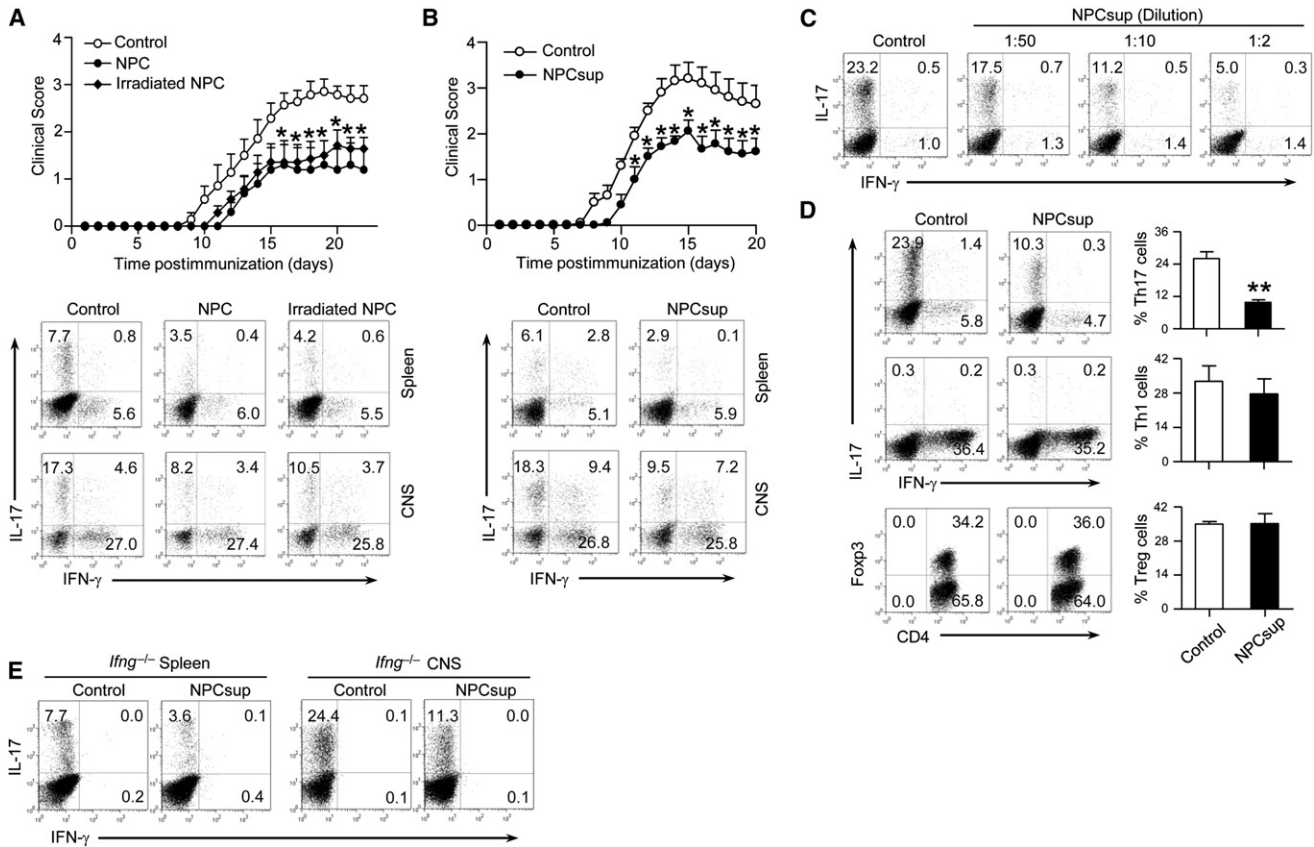 A
Control
NPC
Irradiated NPC
Clinical Score
4
3
2
1
0
* * * * * * *
0 5 10 15 20
Time postimmunization (days)
Control NPC Irradiated NPC
7.7 0.8 3.5 0.4 4.2 0.6
5.6 6.0 5.5
Spleen
17.3 4.6 8.2 3.4 10.5 3.7
27.0 27.4 25.8
CNS
IL-17
IFN-γ
B
Control
NPCsup
Clinical Score
4
3
2
1
0
* * * * * * * * * *
0 5 10 15 20
Time postimmunization (days)
Control NPCsup
6.1 2.8 2.9 0.1
5.1 5.9
Spleen
18.3 9.4 9.5 7.2
26.8 25.8
CNS
IL-17
IFN-γ
C
NPCsup (Dilution)
Control 1:50 1:10 1:2
23.2 0.5 17.5 0.7 11.2 0.5 5.0 0.3
1.0 1.3 1.4 1.4
IL-17
IFN-γ
D
Control NPCsup
23.9 1.4 10.3 0.3
5.8 4.7
0.3 0.2 0.3 0.2
36.4 35.2
IL-17
IFN-γ
0.0 34.2 0.0 36.0
0.0 65.8 0.0 64.0
Foxp3
CD4
% Th17 cells
36
24
12
0
**
% Th1 cells
42
28
14
0
% Treg cells
42
28
14
0
Control NPCsup
E
Ifng–/– Spleen Ifng–/– CNS
Control NPCsup Control NPCsup
7.7 0.0 3.6 0.1 24.4 0.1 11.3 0.0
0.2 0.4 0.1 0.1
IL-17
IFN-γ